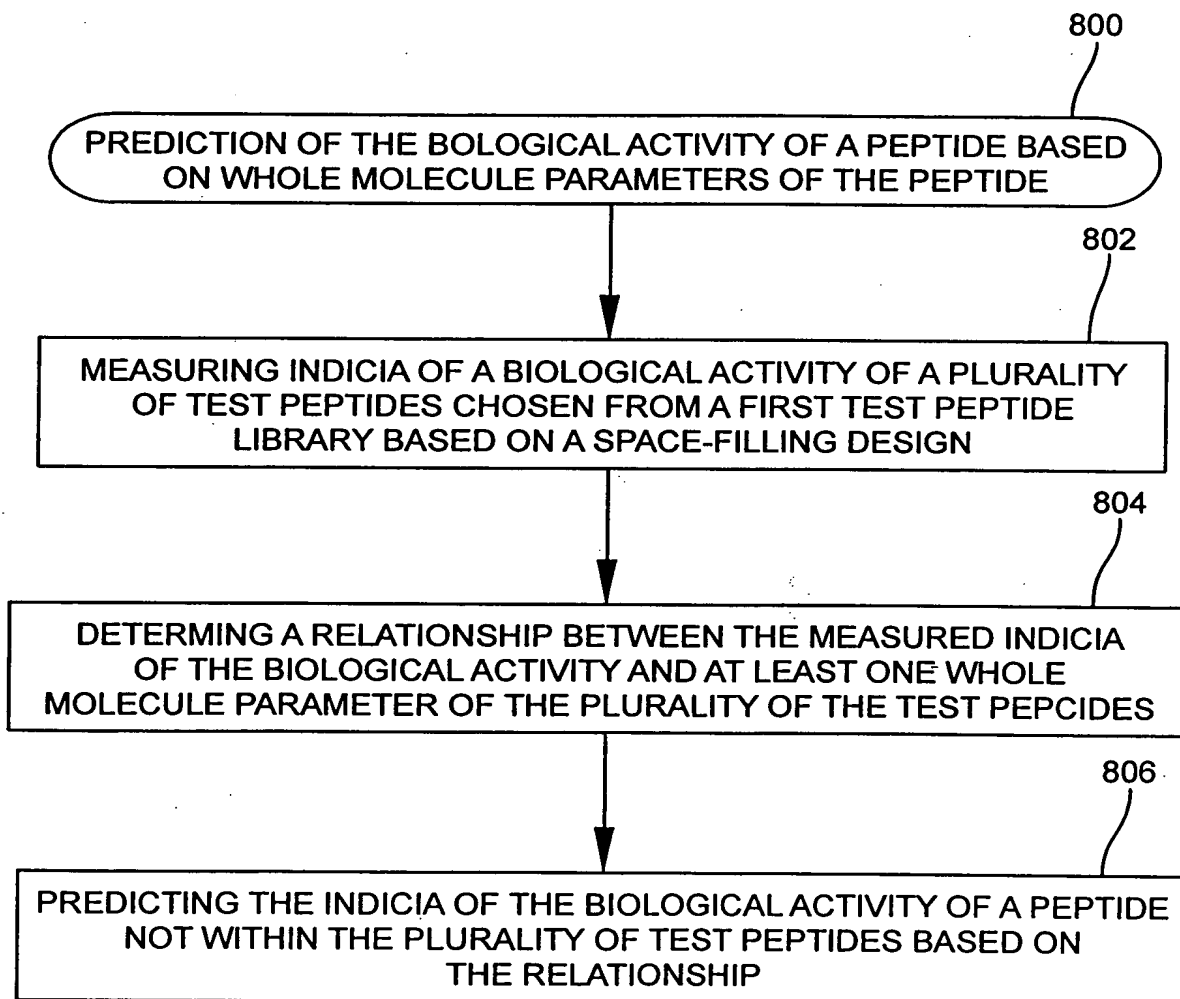 800
PREDICTION OF THE BOLOGICAL ACTIVITY OF A PEPTIDE BASED
ON WHOLE MOLECULE PARAMETERS OF THE PEPTIDE
802
MEASURING INDICIA OF A BIOLOGICAL ACTIVITY OF A PLURALITY
OF TEST PEPTIDES CHOSEN FROM A FIRST TEST PEPTIDE
LIBRARY BASED ON A SPACE-FILLING DESIGN
804
DETERMING A RELATIONSHIP BETWEEN THE MEASURED INDICIA
OF THE BIOLOGICAL ACTIVITY AND AT LEAST ONE WHOLE
MOLECULE PARAMETER OF THE PLURALITY OF THE TEST PEPCIDES
806
PREDICTING THE INDICIA OF THE BIOLOGICAL ACTIVITY OF A PEPTIDE
NOT WITHIN THE PLURALITY OF TEST PEPTIDES BASED ON
THE RELATIONSHIP